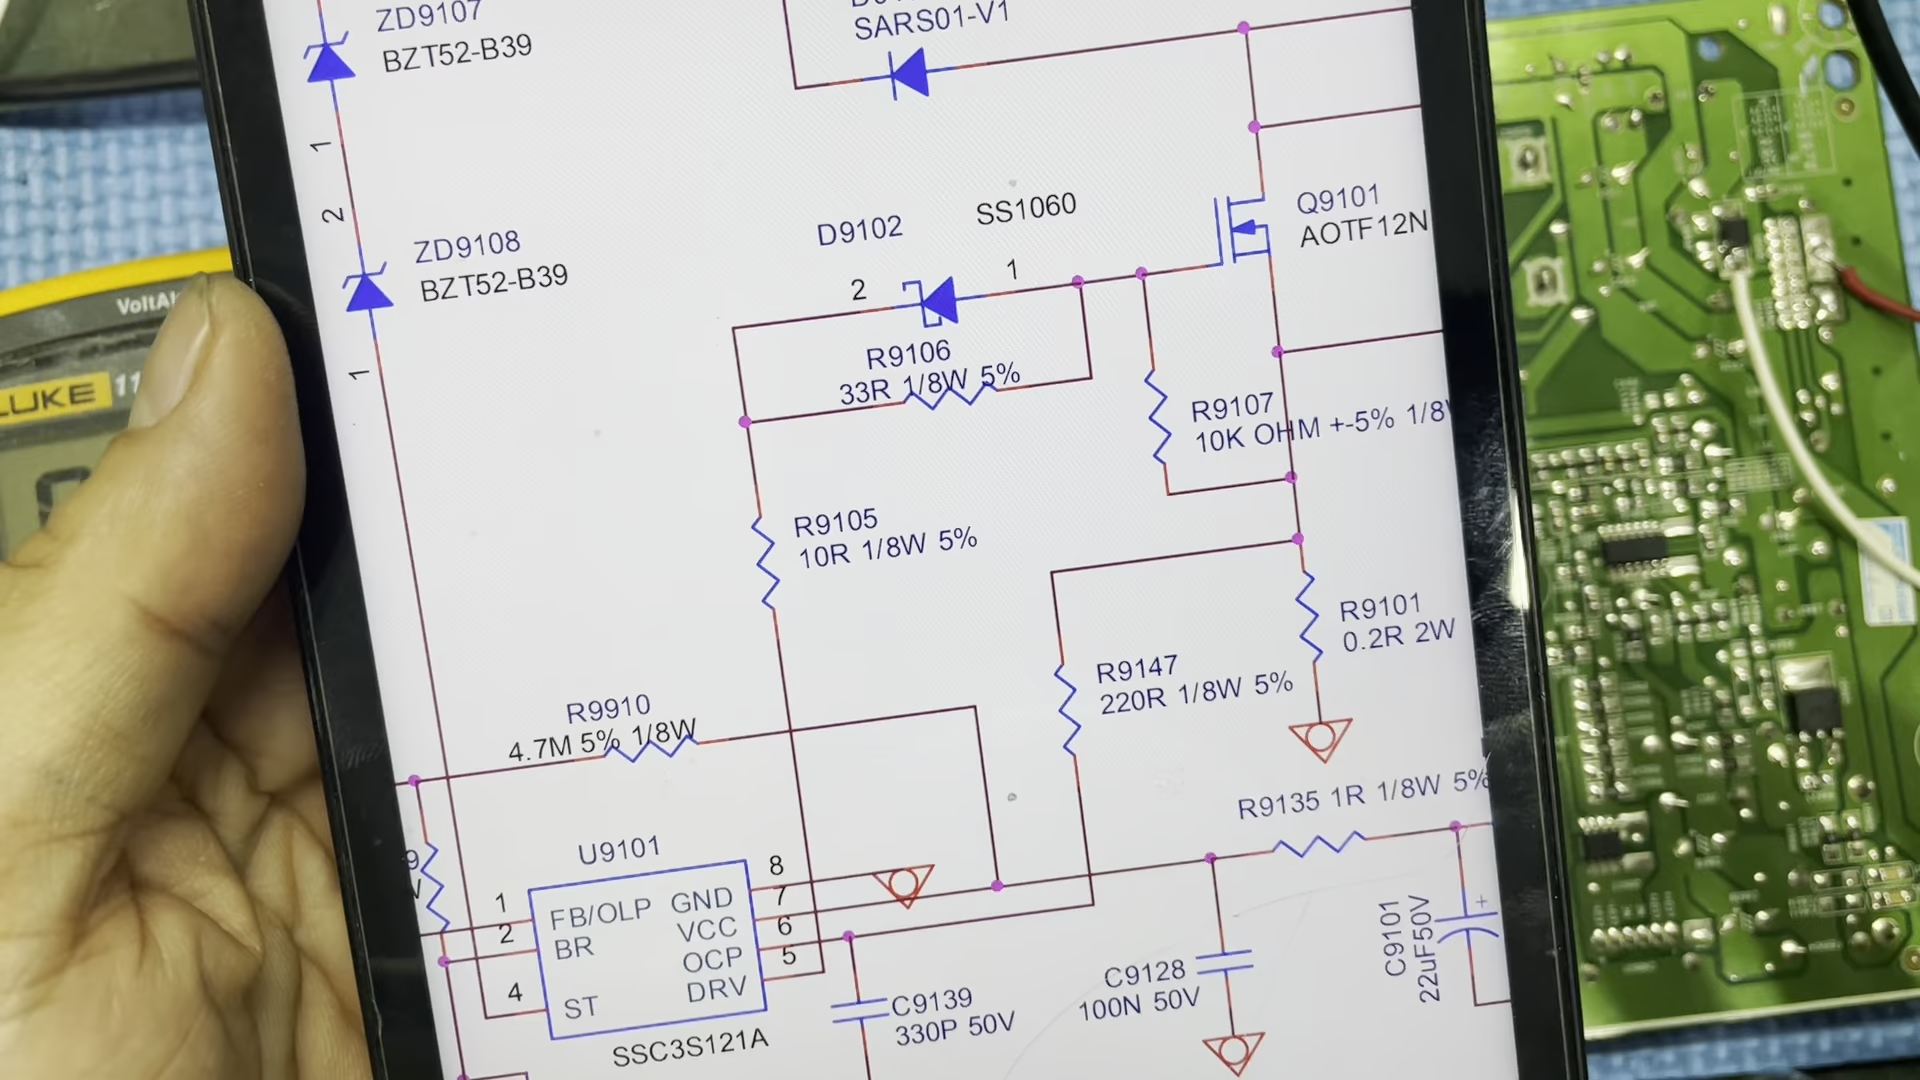 ZD9107
BZT52-B39
SARS01-V1
1
2
ZD9108
BZT52-B39
1
D9102
SS1060
2
1
Q9101
AOTF12N
R9106
33R 1/8W 5%
R9107
10K OHM +-5% 1/8
R9105
10R 1/8W 5%
R9101
0.2R 2W
R9147
220R 1/8W 5%
R9910
4.7M 5% 1/8W
R9135 1R 1/8W 5%
U9101
1
2
4
FB/OLP
BR
ST
GND
VCC
OCP
DRV
8
7
6
5
SSC3S121A
C9139
330P 50V
C9128
100N 50V
C9101
22uF50V
+
VoltAl
LUKE 11
9